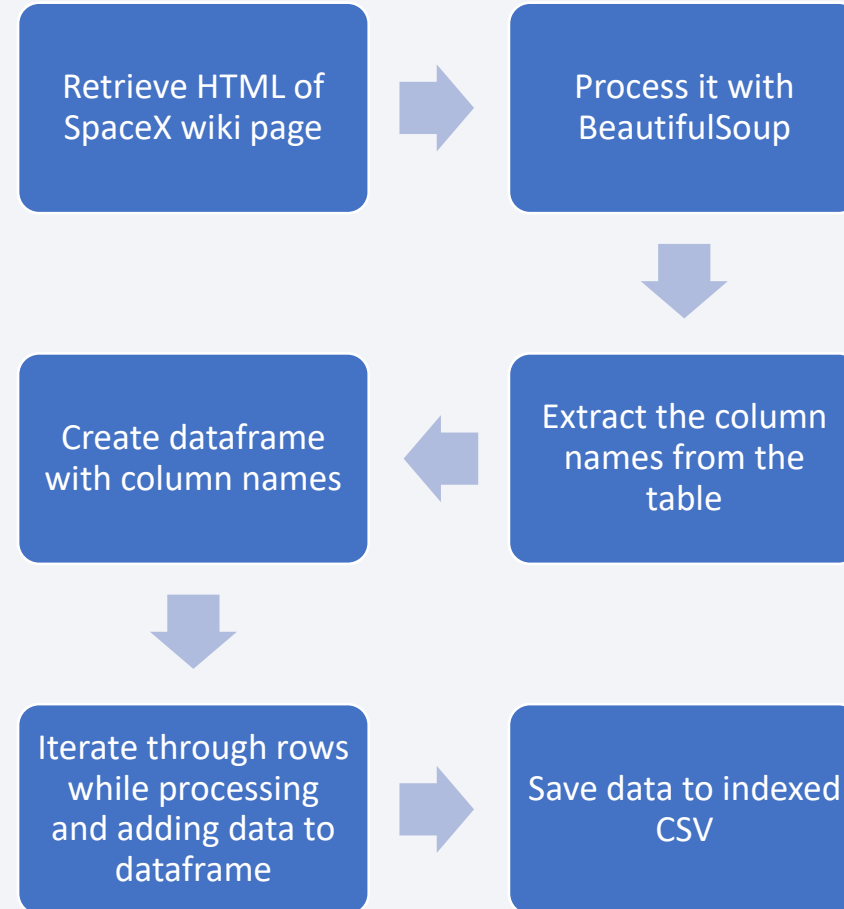 Retrieve HTML of
SpaceX wiki page
Process it with
BeautifulSoup
Extract the column
names from the
table
Create dataframe
with column names
Iterate through rows
while processing
and adding data to
dataframe
Save data to indexed
CSV